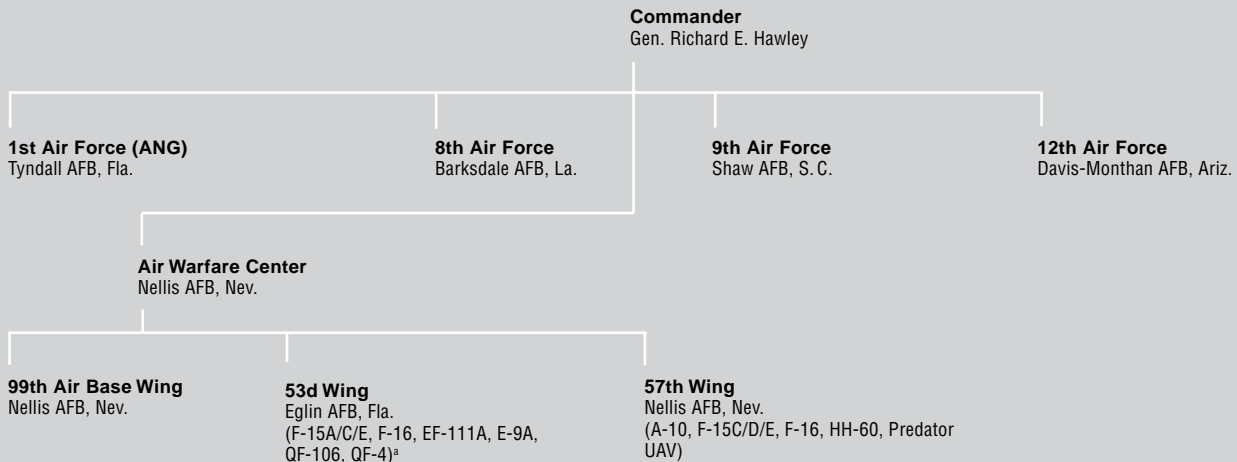 Commander
Gen. Richard E. Hawley
1st Air Force (ANG)
Tyndall AFB, Fla.
8th Air Force
Barksdale AFB, La.
9th Air Force
Shaw AFB, S. C.
12th Air Force
Davis-Monthan AFB, Ariz.
Air Warfare Center
Nellis AFB, Nev.
99th Air Base Wing
Nellis AFB, Nev.
53d Wing
Eglin AFB, Fla.
(F-15A/C/E, F-16, EF-111A, E-9A,
QF-106, QF-4)ᵃ
57th Wing
Nellis AFB, Nev.
(A-10, F-15C/D/E, F-16, HH-60, Predator
UAV)